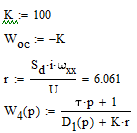 K := 100
W_oc := -K
r := (S_d·i·ω_xx)/U = 6.061
W_4(p) := (τ·p + 1)/(D_1(p) + K·r)